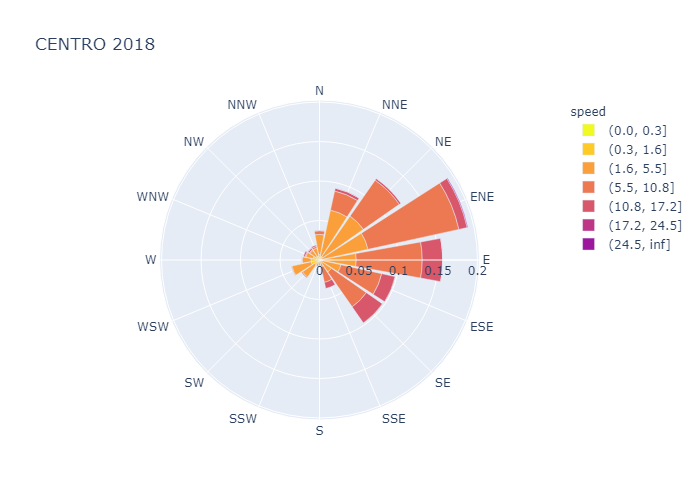 CENTRO 2018
N
NNE
NE
ENE
E
ESE
SE
SSE
S
SSW
SW
WSW
W
WNW
NW
NNW
0 0.05 0.1 0.15 0.2
speed
(0.0, 0.3]
(0.3, 1.6]
(1.6, 5.5]
(5.5, 10.8]
(10.8, 17.2]
(17.2, 24.5]
(24.5, inf]